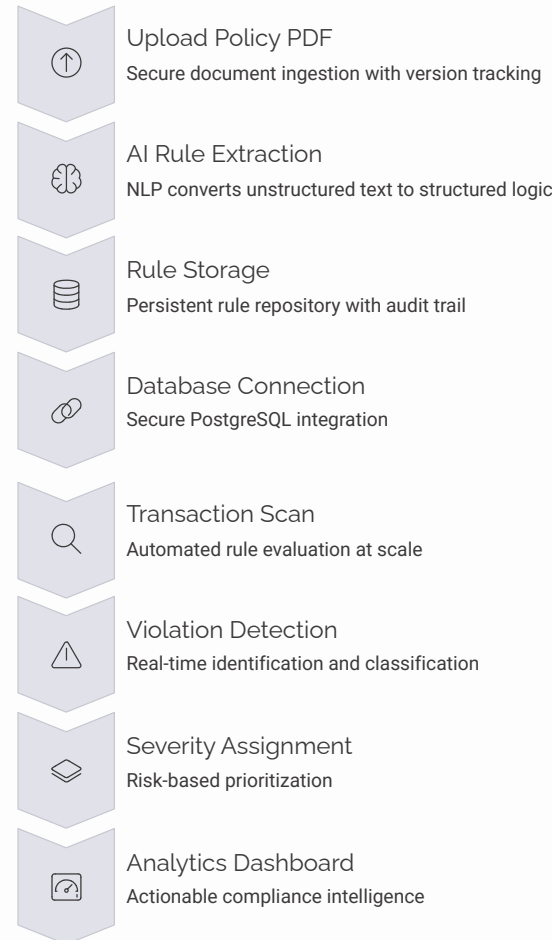 Upload Policy PDF
Secure document ingestion with version tracking
AI Rule Extraction
NLP converts unstructured text to structured logic
Rule Storage
Persistent rule repository with audit trail
Database Connection
Secure PostgreSQL integration
Transaction Scan
Automated rule evaluation at scale
Violation Detection
Real-time identification and classification
Severity Assignment
Risk-based prioritization
Analytics Dashboard
Actionable compliance intelligence